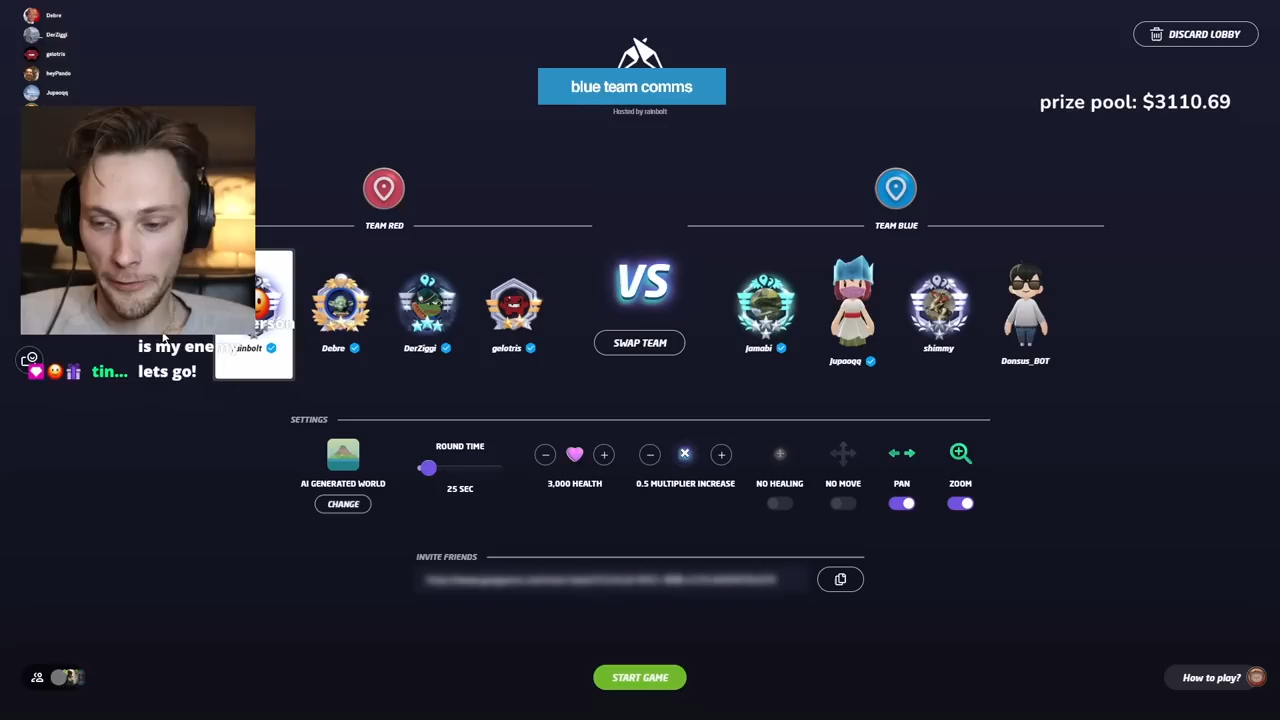 Debre
DerZiggi
gelotris
heyPando
Jupaoqq
DISCARD LOBBY
blue team comms
Hosted by rainbolt
prize pool: $3110.69
TEAM RED
TEAM BLUE
VS
SWAP TEAM
Debre
DerZiggi
gelotris
Jamabi
Jupaoqq
shimmy
Donsus_BOT
is my enemy
tin... lets go!
SETTINGS
AI GENERATED WORLD
CHANGE
ROUND TIME
25 SEC
3,000 HEALTH
0.5 MULTIPLIER INCREASE
NO HEALING
NO MOVE
PAN
ZOOM
INVITE FRIENDS
START GAME
How to play?